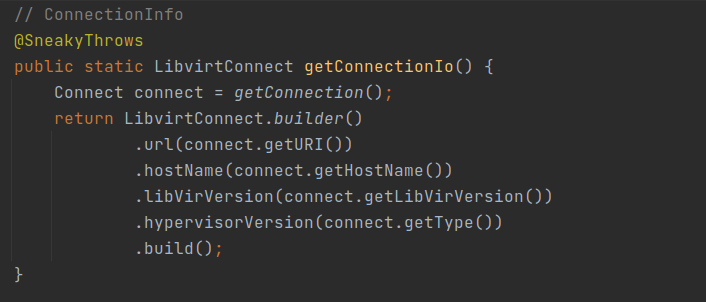 // ConnectionInfo
@SneakyThrows
public static LibvirtConnect getConnectionIo() {
    Connect connect = getConnection();
    return LibvirtConnect.builder()
            .url(connect.getURI())
            .hostName(connect.getHostName())
            .libVirVersion(connect.getLibVirVersion())
            .hypervisorVersion(connect.getType())
            .build();
}